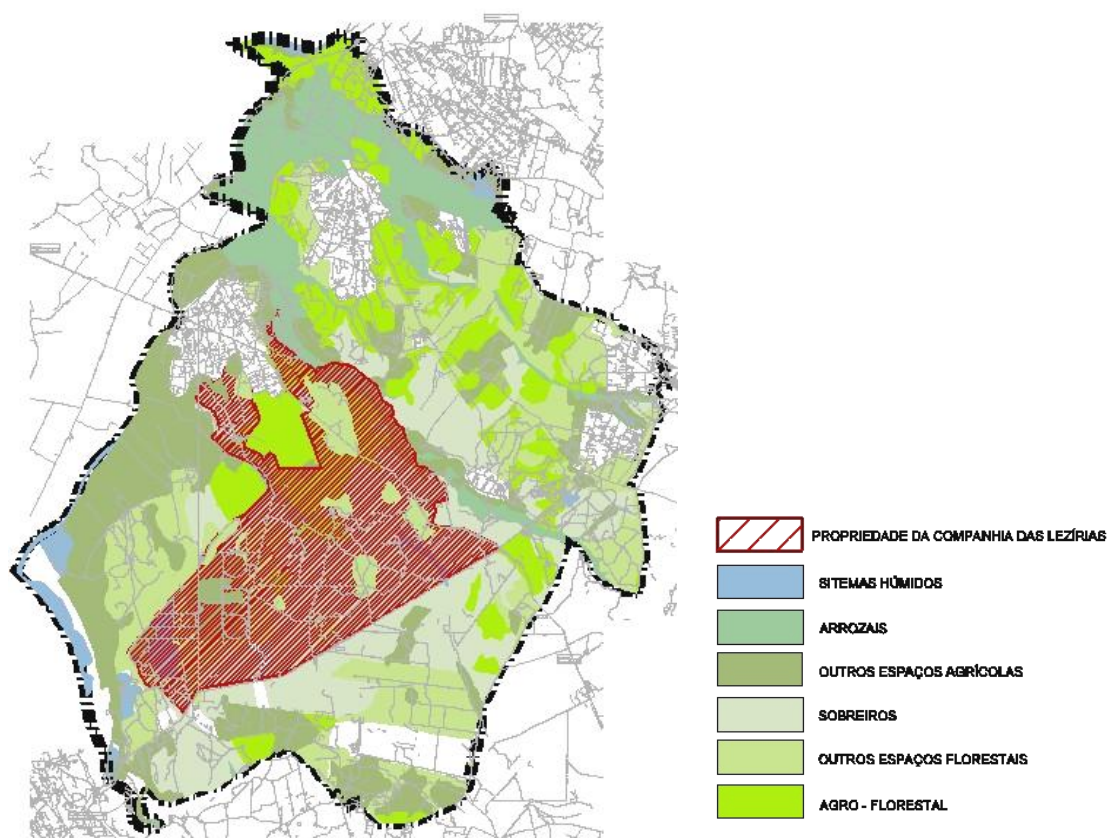 PROPRIEDADE DA COMPANHIA DAS LEZÍRIAS
SITEMAS HÚMIDOS
ARROZAIS
OUTROS ESPAÇOS AGRÍCOLAS
SOBREIROS
OUTROS ESPAÇOS FLORESTAIS
AGRO - FLORESTAL